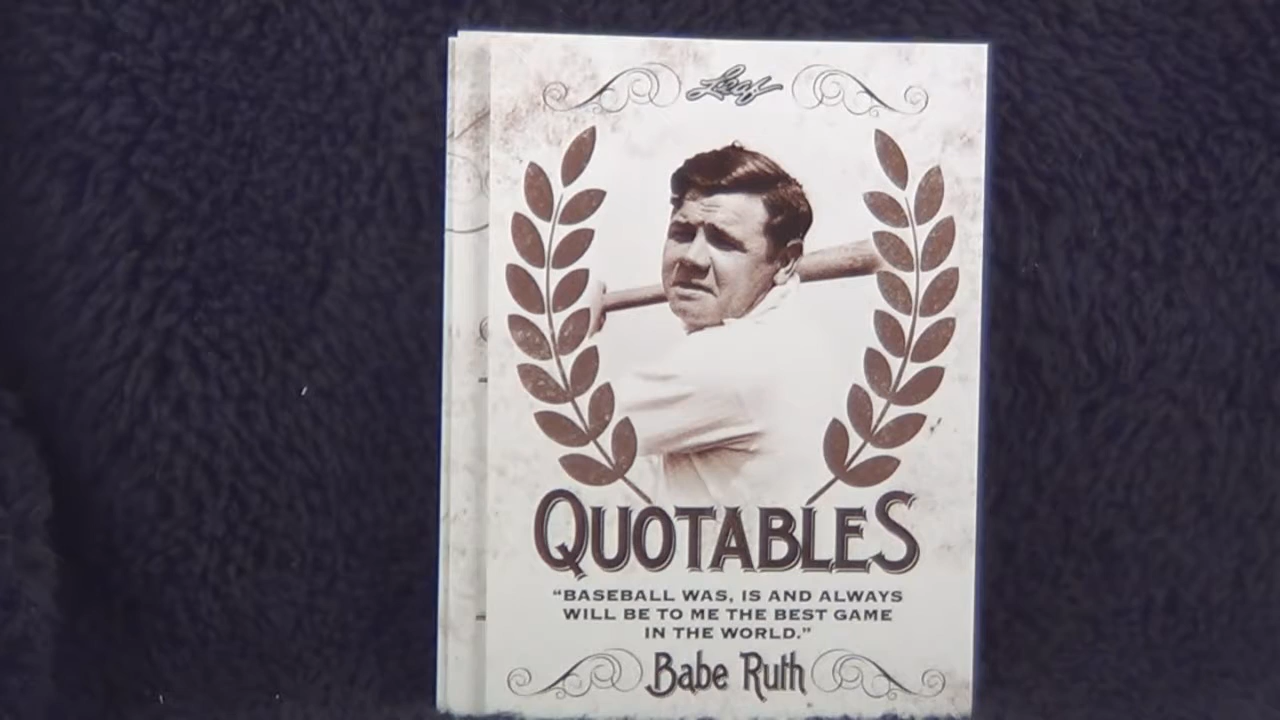 Leaf
QUOTABLES
“BASEBALL WAS, IS AND ALWAYS
WILL BE TO ME THE BEST GAME
IN THE WORLD.”
Babe Ruth